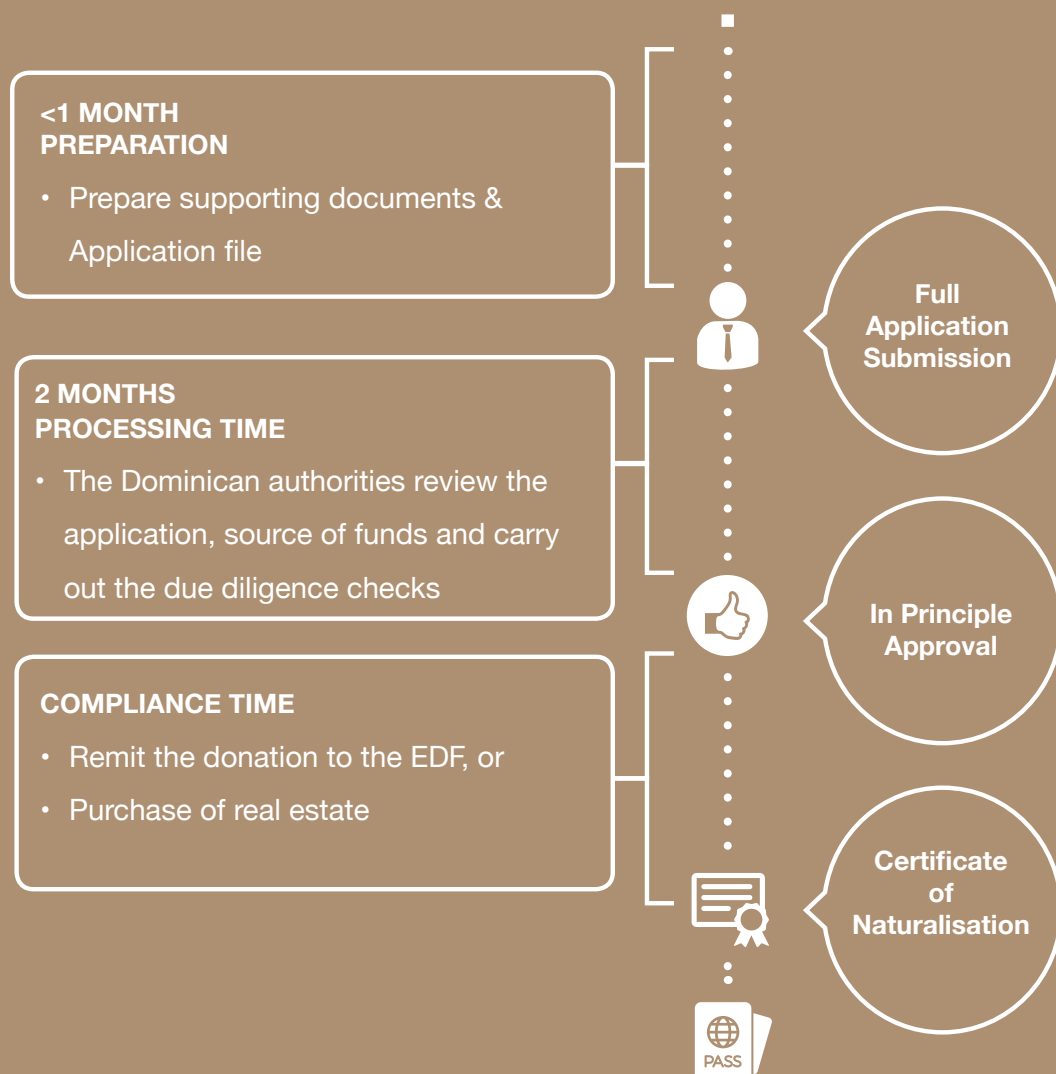 <1 MONTH
PREPARATION
• Prepare supporting documents &
Application file
Full
Application
Submission
2 MONTHS
PROCESSING TIME
• The Dominican authorities review the
application, source of funds and carry
out the due diligence checks
In Principle
Approval
COMPLIANCE TIME
• Remit the donation to the EDF, or
• Purchase of real estate
Certificate
of
Naturalisation
PASS